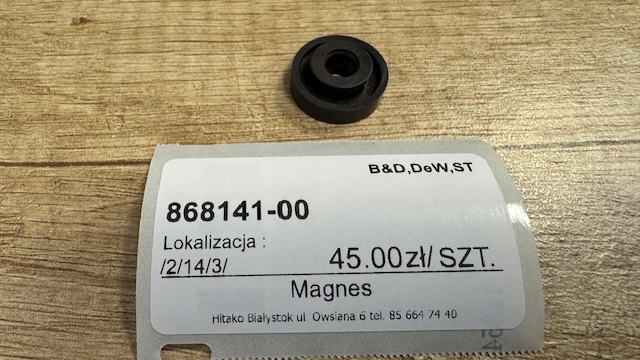 B&D,DeW,ST
868141-00
Lokalizacja :
/2/14/3/ 45.00zł/ SZT.
Magnes
Hitako Białystok ul. Owsiana 6 tel. 85 664 74 40